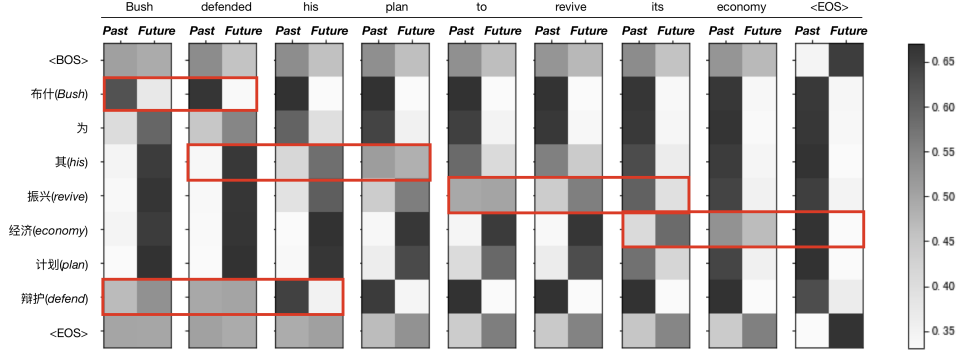 Bush defended his plan to revive its economy <EOS>
Past Future Past Future Past Future Past Future Past Future Past Future Past Future Past Future Past Future
<BOS>
布什(Bush)
为
其(his)
振兴(revive)
经济(economy)
计划(plan)
辩护(defend)
<EOS>
0.65
0.60
0.55
0.50
0.45
0.40
0.35